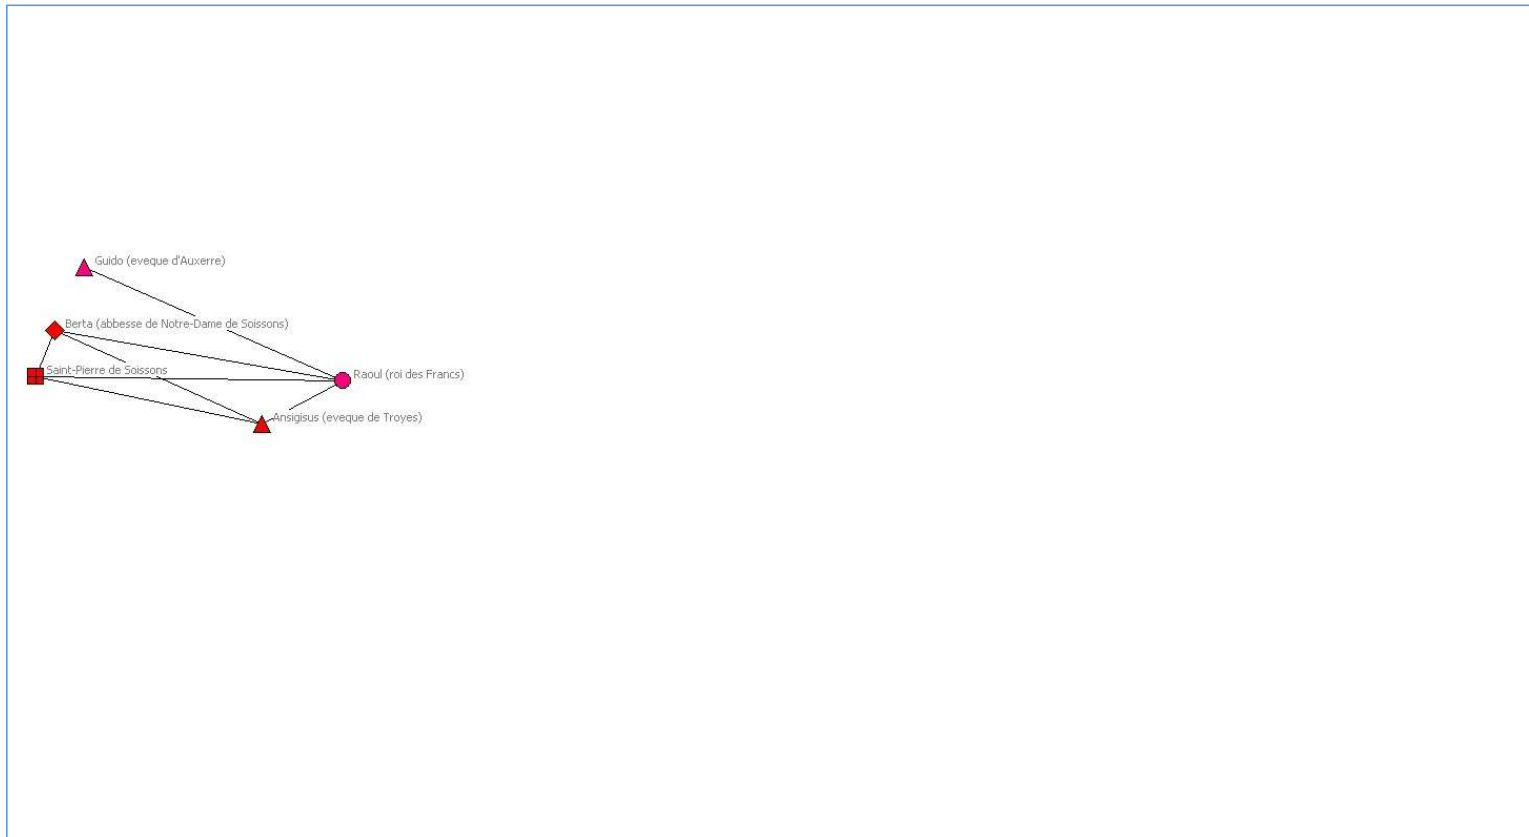 Guido (eveque d'Auxerre)
Berta (abbesse de Notre-Dame de Soissons)
Saint-Pierre de Soissons
Raoul (roi des Francs)
Ansigisus (eveque de Troyes)